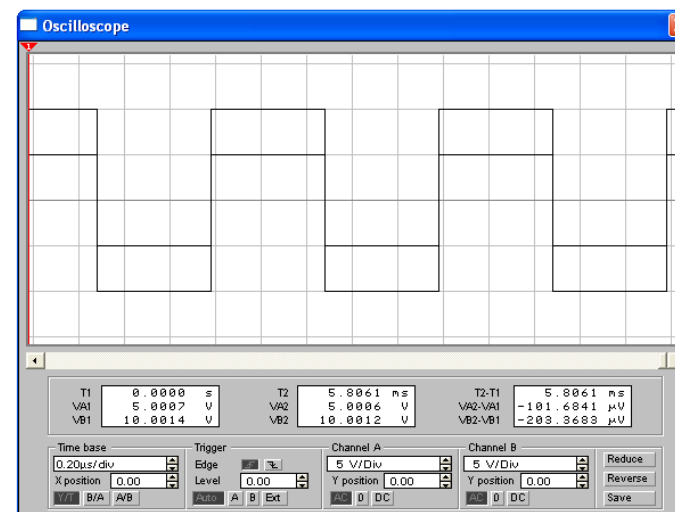 Oscilloscope
1
T1 0.0000 s T2 5.8061 ms T2-T1 5.8061 ms
VA1 5.0007 V VA2 5.0006 V VA2-VA1 -101.6841 µV
VB1 10.0014 V VB2 10.0012 V VB2-VB1 -203.3683 µV
Time base Trigger Channel A Channel B
0.20µs/div Edge 5 V/Div 5 V/Div Reduce
X position 0.00 Level 0.00 Y position 0.00 Y position 0.00 Reverse
Y/T B/A A/B Auto A B Ext AC 0 DC AC 0 DC Save